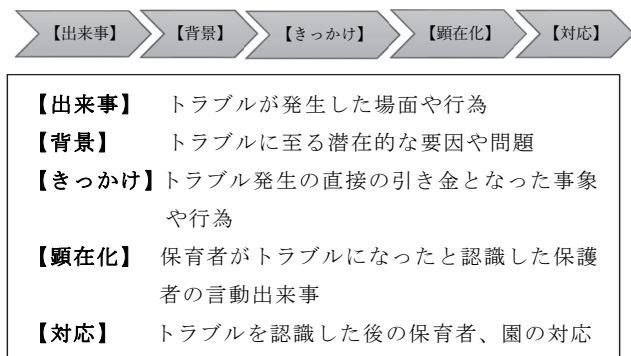 【出来事】 【背景】 【きっかけ】 【顕在化】 【対応】
【出来事】 トラブルが発生した場面や行為
【背景】 トラブルに至る潜在的な要因や問題
【きっかけ】トラブル発生の直接の引き金となった事象
や行為
【顕在化】 保育者がトラブルになったと認識した保護
者の言動出来事
【対応】 トラブルを認識した後の保育者、園の対応